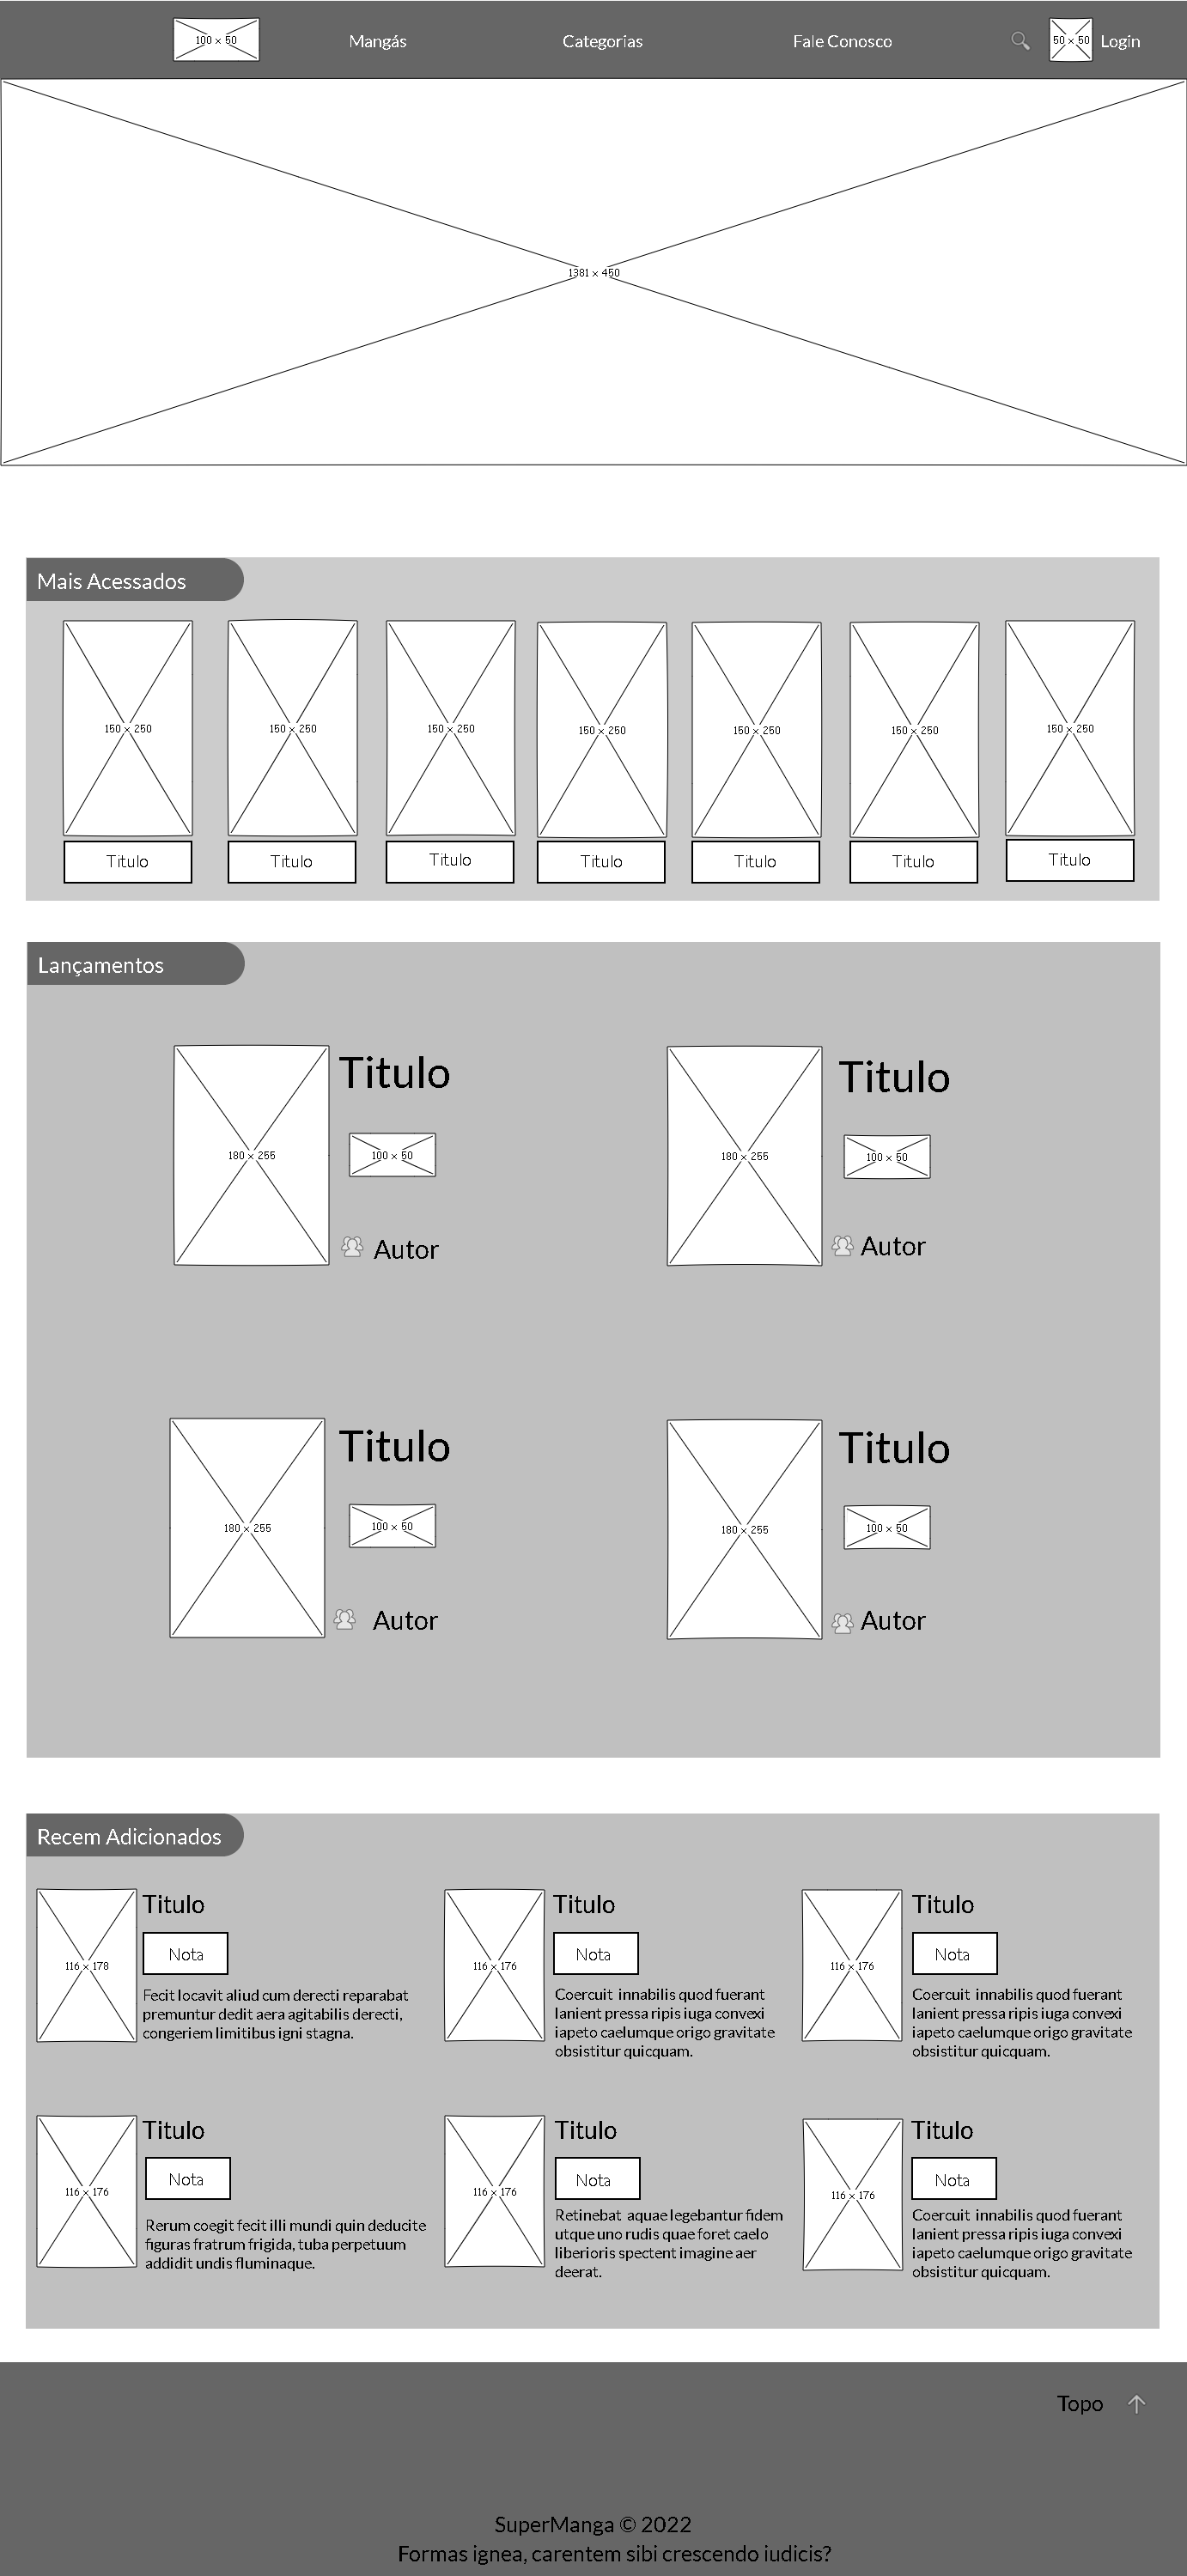 100 x 50 Mangás Categorias Fale Conosco 50 x 50 Login
1381 x 450
Mais Acessados
150 x 250 150 x 250 150 x 250 150 x 250 150 x 250 150 x 250 150 x 250
Titulo Titulo Titulo Titulo Titulo Titulo Titulo
Lançamentos
Titulo
180 x 255
100 x 50
Autor
Titulo
180 x 255
100 x 50
Autor
Titulo
180 x 255
100 x 50
Autor
Titulo
180 x 255
100 x 50
Autor
Recem Adicionados
Titulo
Nota
116 x 178
Fecit locavit aliud cum derecti reparabat
premuntur dedit aera agitabilis derecti,
congeriem limitibus igni stagna.
Titulo
Nota
116 x 176
Coercuit innabilis quod fuerant
lanient pressa ripis iuga convexi
iapeto caelumque origo gravitate
obsistitur quicquam.
Titulo
Nota
116 x 176
Coercuit innabilis quod fuerant
lanient pressa ripis iuga convexi
iapeto caelumque origo gravitate
obsistitur quicquam.
Titulo
Nota
116 x 176
Rerum coegit fecit illi mundi quin deducite
figuras fratrum frigida, tuba perpetuum
addidit undis fluminaque.
Titulo
Nota
116 x 176
Retinebat aquae legebantur fidem
utque uno rudis quae foret caelo
liberioris spectent imagine aer
deerat.
Titulo
Nota
116 x 176
Coercuit innabilis quod fuerant
lanient pressa ripis iuga convexi
iapeto caelumque origo gravitate
obsistitur quicquam.
Topo
SuperManga © 2022
Formas ignea, carentem sibi crescendo iudicis?